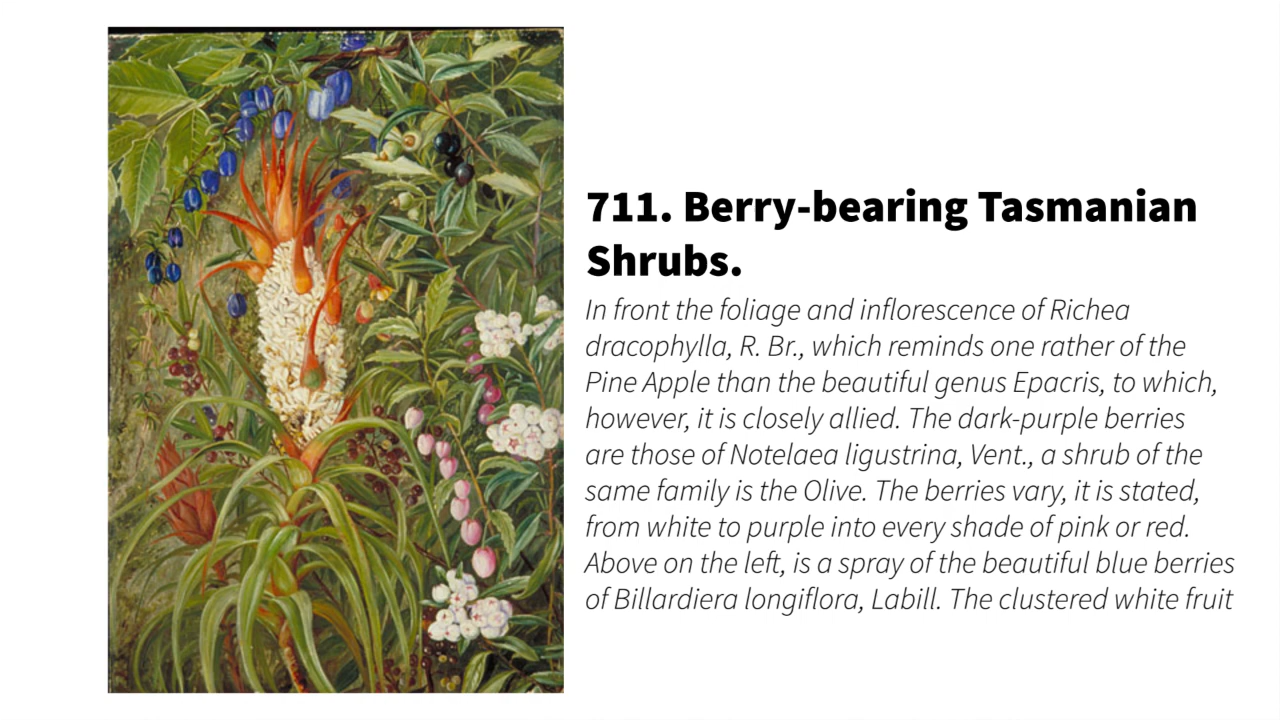 711. Berry-bearing Tasmanian
Shrubs.
In front the foliage and inflorescence of Richea
dracophylla, R. Br., which reminds one rather of the
Pine Apple than the beautiful genus Epacris, to which,
however, it is closely allied. The dark-purple berries
are those of Notelaea ligustrina, Vent., a shrub of the
same family is the Olive. The berries vary, it is stated,
from white to purple into every shade of pink or red.
Above on the left, is a spray of the beautiful blue berries
of Billardiera longiflora, Labill. The clustered white fruit